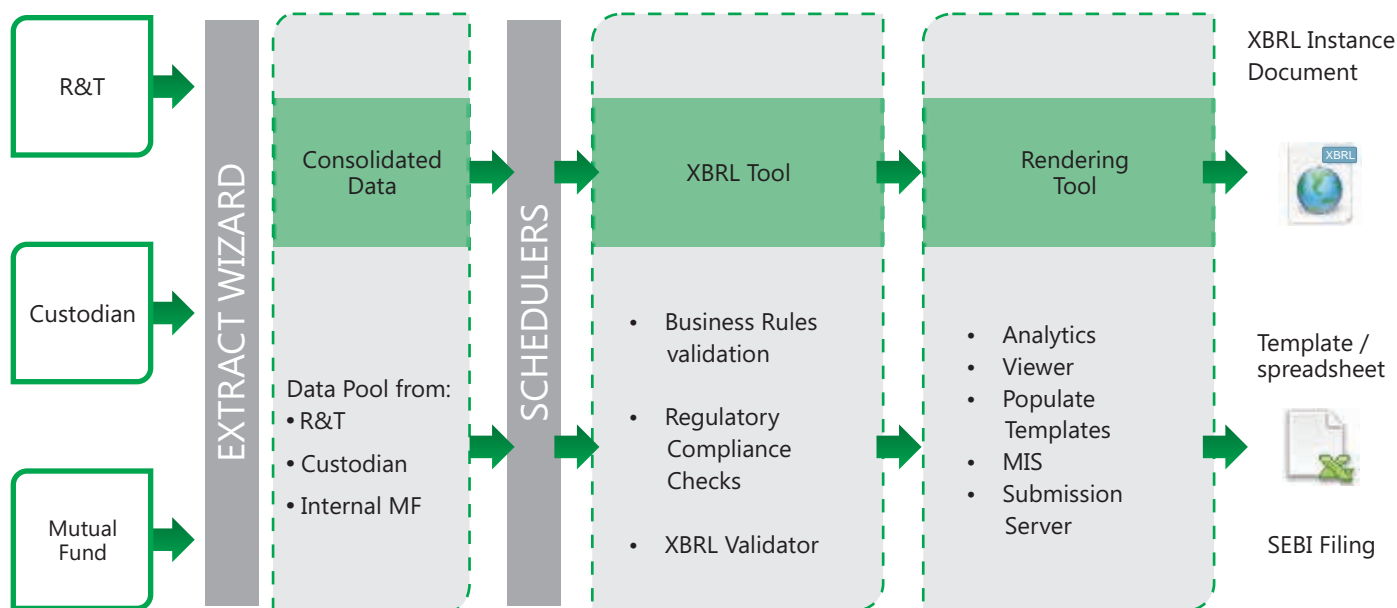 R&T
Custodian
Mutual
Fund
EXTRACT WIZARD
Consolidated
Data
Data Pool from:
• R&T
• Custodian
• Internal MF
SCHEDULERS
XBRL Tool
• Business Rules
validation
• Regulatory
Compliance
Checks
• XBRL Validator
Rendering
Tool
• Analytics
• Viewer
• Populate
Templates
• MIS
• Submission
Server
XBRL Instance
Document
XBRL
Template /
spreadsheet
SEBI Filing